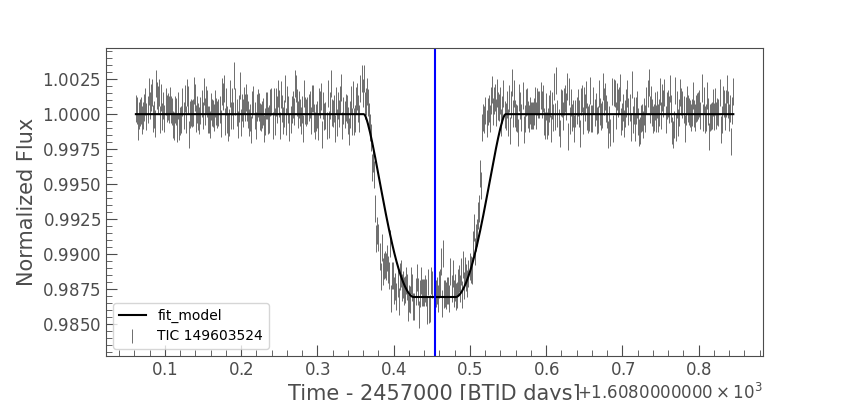 Normalized Flux
1.0025
1.0000
0.9975
0.9950
0.9925
0.9900
0.9875
0.9850
fit_model
TIC 149603524
0.1 0.2 0.3 0.4 0.5 0.6 0.7 0.8
Time - 2457000 [BTJD days]
+1.6080000000 × 10³